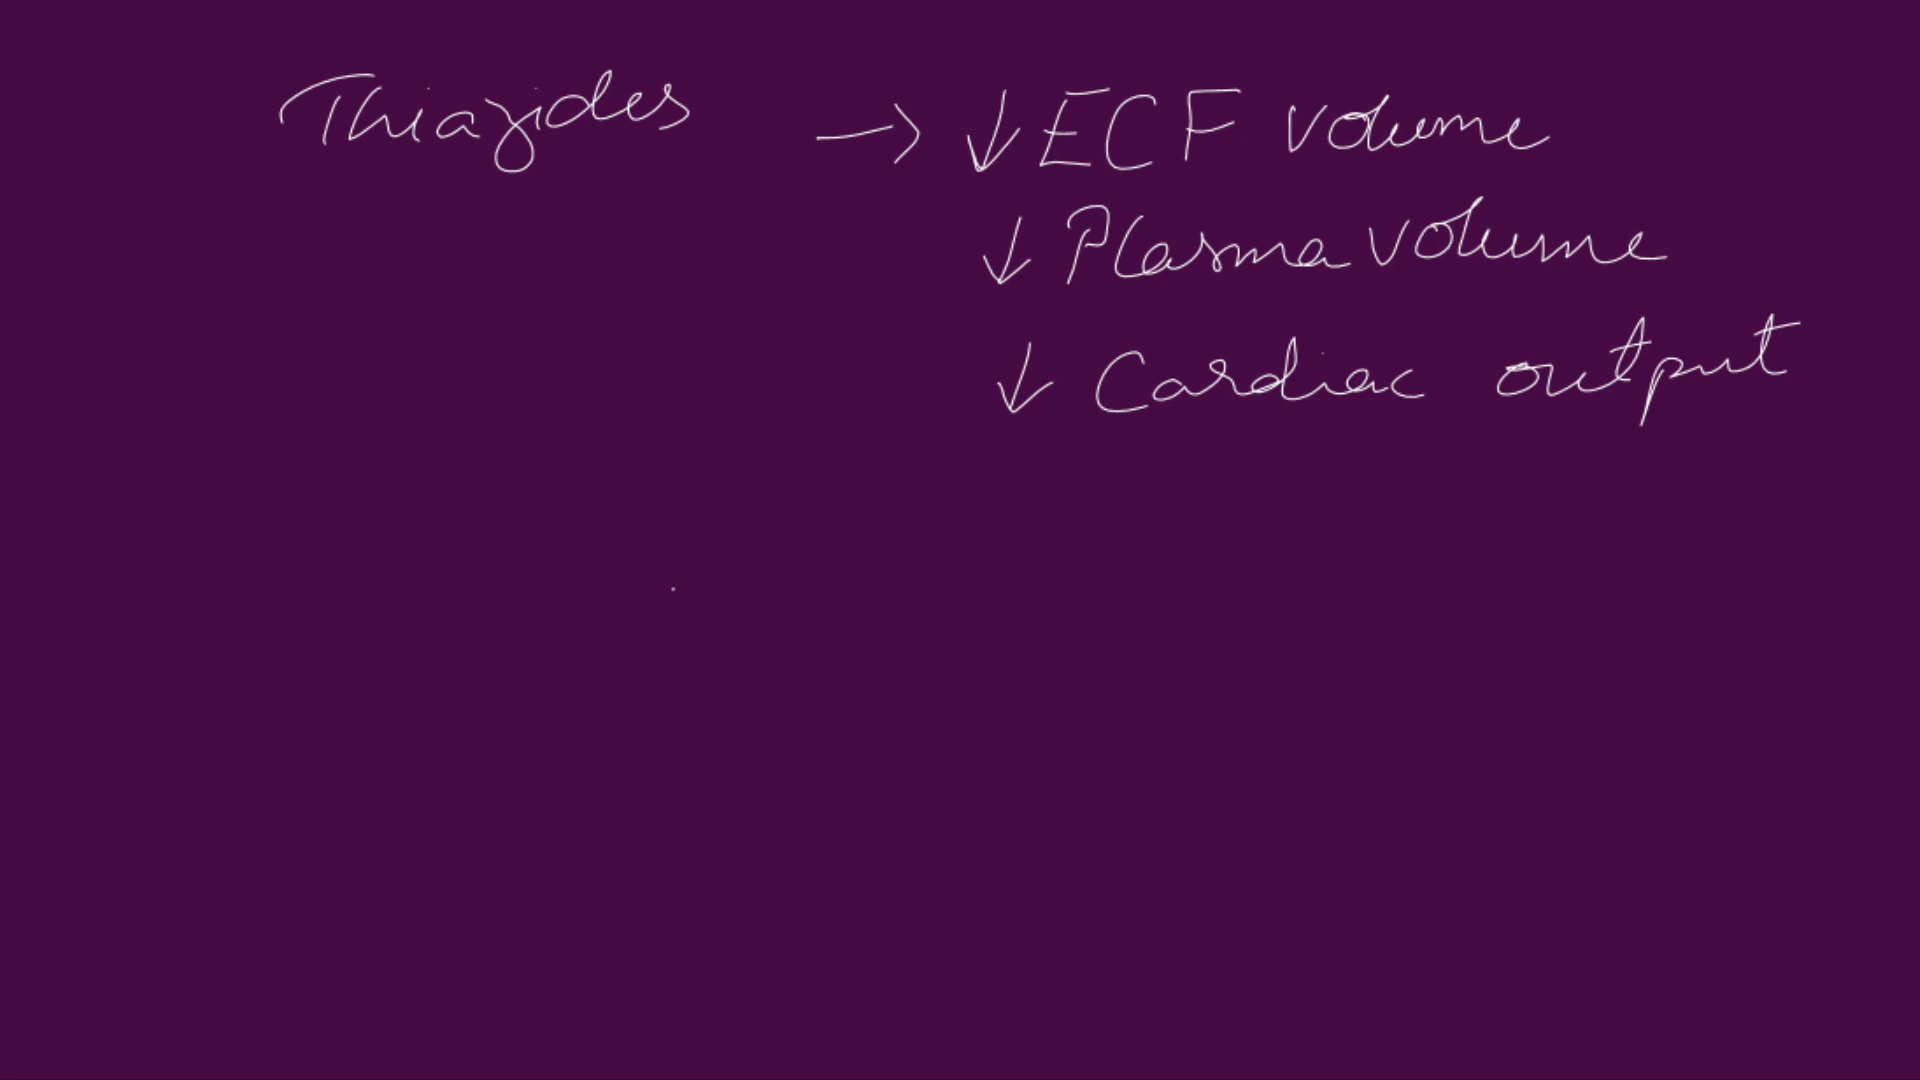 Thiazides → ↓ ECF volume
↓ Plasma volume
↓ Cardiac output